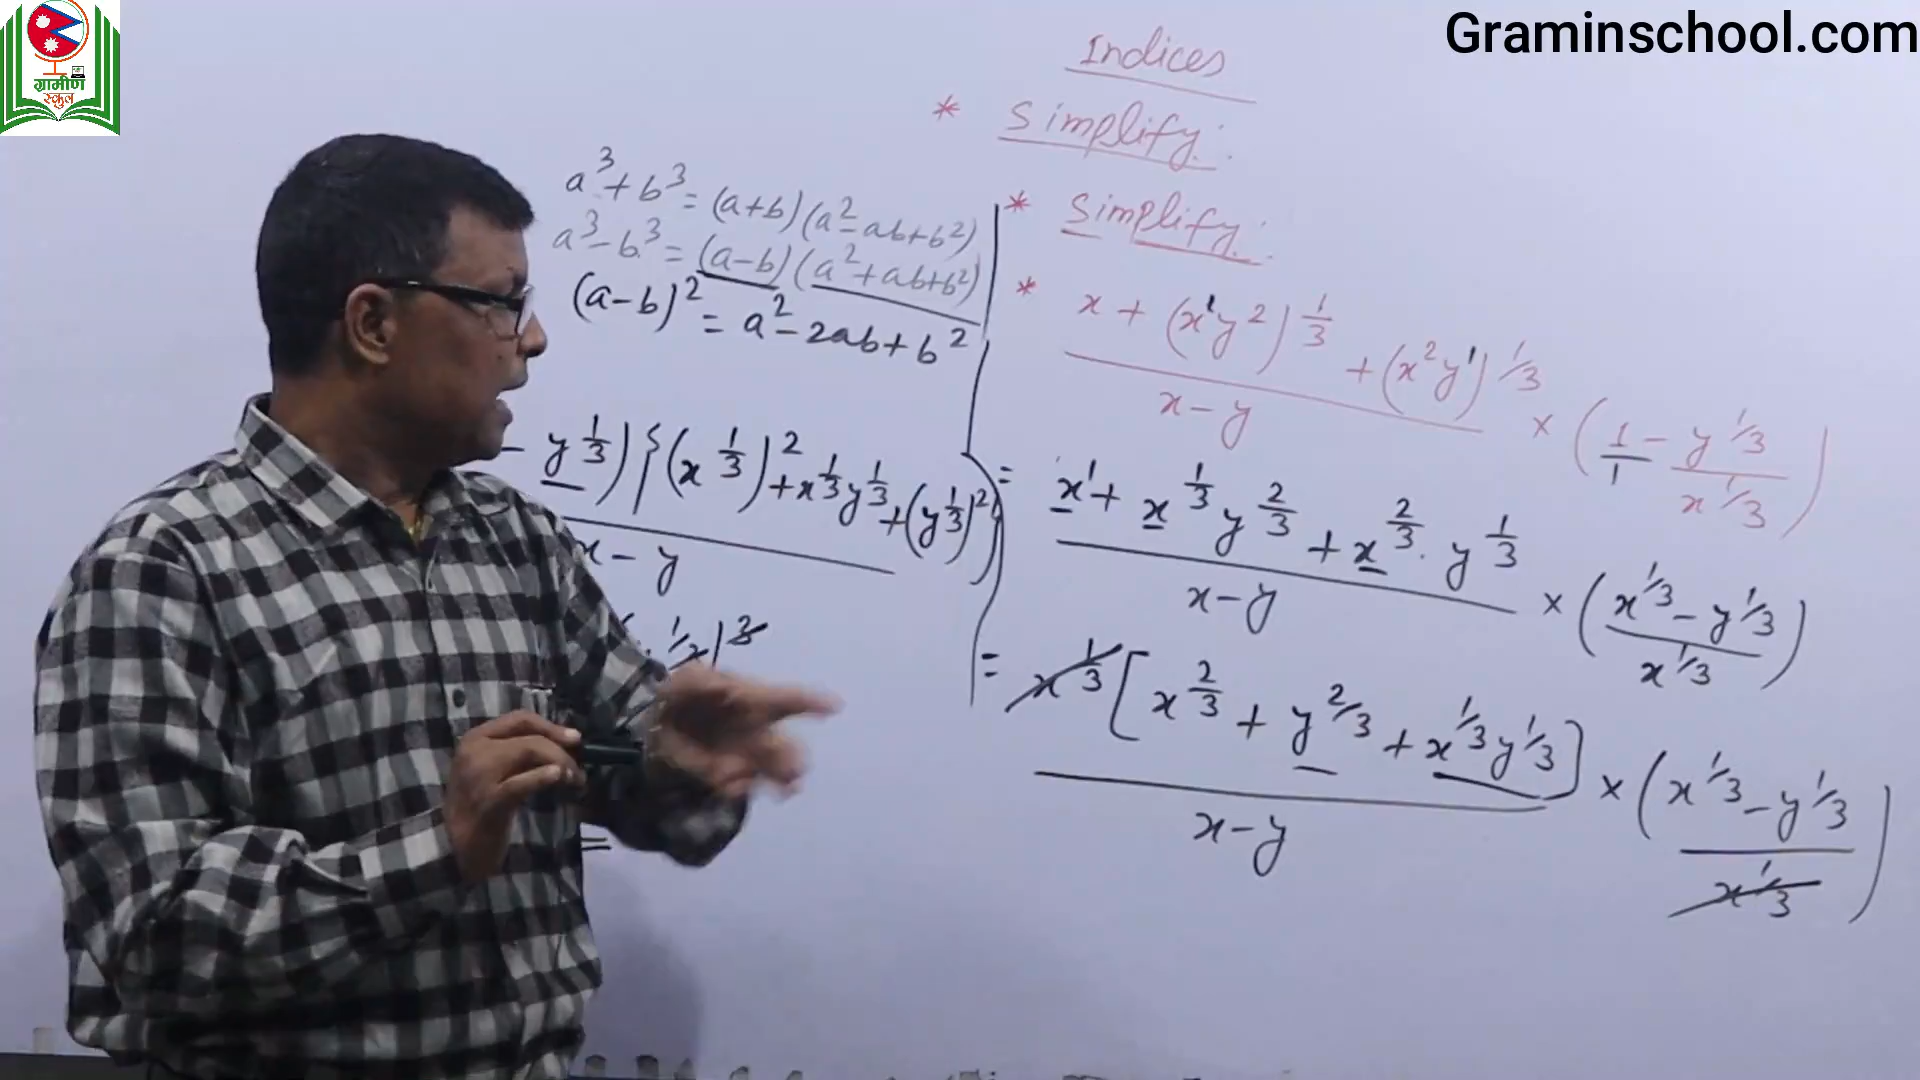 ग्रामीण
स्कुल
Graminschool.com
Indices
* Simplify:
a³ + b³ = (a+b) (a² - ab + b²)
a³ - b³ = (a-b) (a² + ab + b²)
(a-b)² = a² - 2ab + b²
- y^1/3) {(x^1/3)² + x^1/3 y^1/3 + (y^1/3)²}
x - y
=
* Simplify:
* x + (x¹y²)^1/3 + (x²y¹)^1/3
x - y
× (1/1 - y^1/3 / x^1/3)
= x¹ + x^1/3 y^2/3 + x^2/3 . y^1/3
x - y
× (x^1/3 - y^1/3 / x^1/3)
= x^1/3 [x^2/3 + y^2/3 + x^1/3 y^1/3]
x - y
× (x^1/3 - y^1/3 / x^1/3)